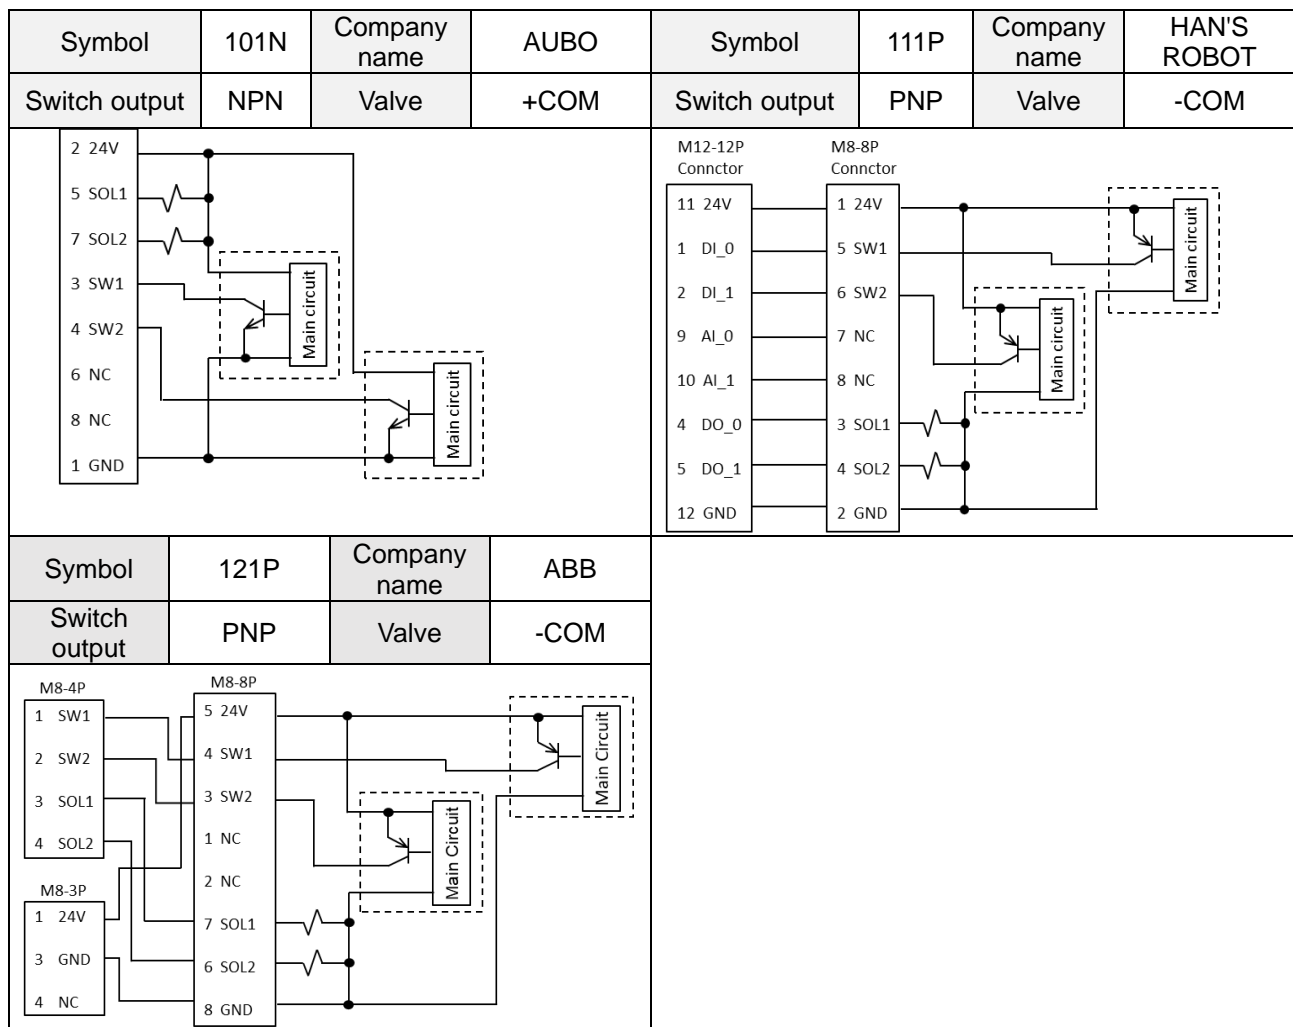 Symbol 101N Company name AUBO
Switch output NPN Valve +COM
2 24V
5 SOL1
7 SOL2
3 SW1
4 SW2
6 NC
8 NC
1 GND
Main circuit
Main circuit
Symbol 111P Company name HAN'S ROBOT
Switch output PNP Valve -COM
M12-12P Connctor
M8-8P Connctor
11 24V
1 DI_0
2 DI_1
9 AI_0
10 AI_1
4 DO_0
5 DO_1
12 GND
1 24V
5 SW1
6 SW2
7 NC
8 NC
3 SOL1
4 SOL2
2 GND
Main circuit
Main circuit
Symbol 121P Company name ABB
Switch output PNP Valve -COM
M8-4P
1 SW1
2 SW2
3 SOL1
4 SOL2
M8-3P
1 24V
3 GND
4 NC
M8-8P
5 24V
4 SW1
3 SW2
1 NC
2 NC
7 SOL1
6 SOL2
8 GND
Main Circuit
Main Circuit